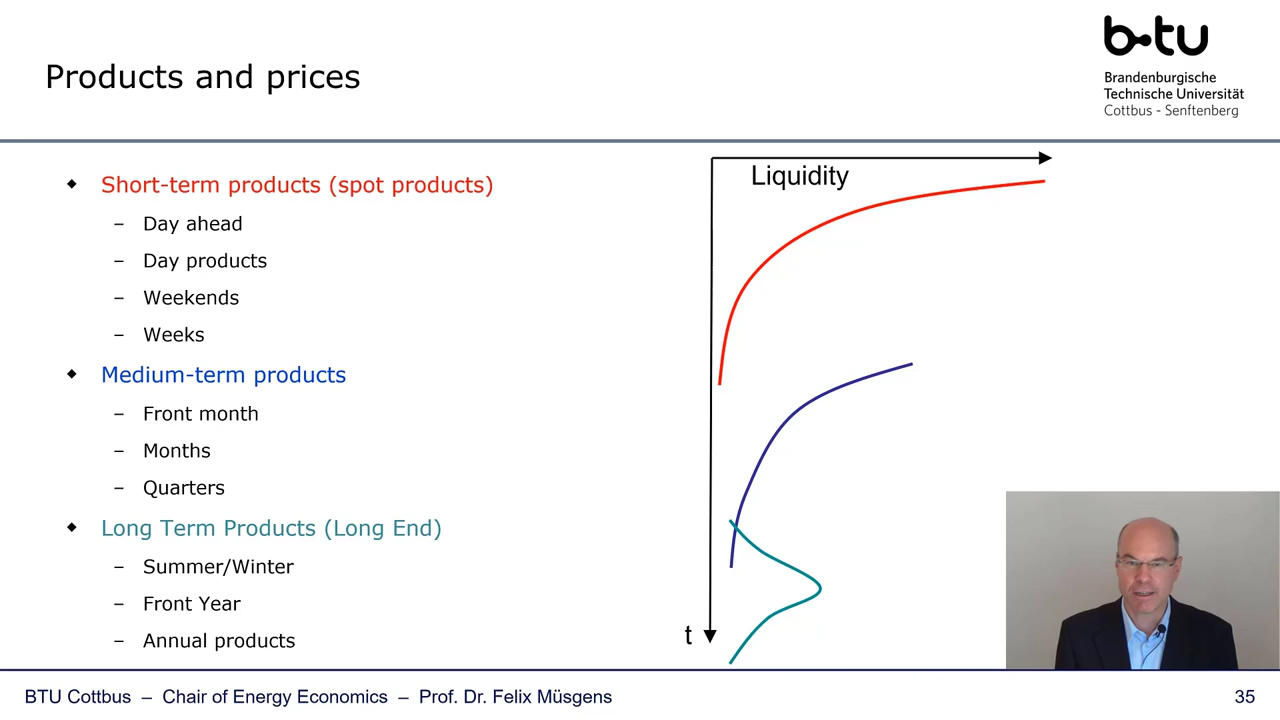 Products and prices
b-tu
Brandenburgische
Technische Universität
Cottbus - Senftenberg
Short-term products (spot products)
– Day ahead
– Day products
– Weekends
– Weeks
Medium-term products
– Front month
– Months
– Quarters
Long Term Products (Long End)
– Summer/Winter
– Front Year
– Annual products
Liquidity
t
BTU Cottbus – Chair of Energy Economics – Prof. Dr. Felix Müsgens
35